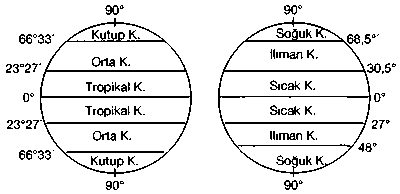 90°
Kutup K.
66°33′
Orta K.
23°27′
Tropikal K.
0°
Tropikal K.
23°27′
Orta K.
66°33′
Kutup K.
90°
90°
Soğuk K.
68,5°
Ilıman K.
30,5°
Sıcak K.
0°
Sıcak K.
27°
Ilıman K.
48°
Soğuk K.
90°